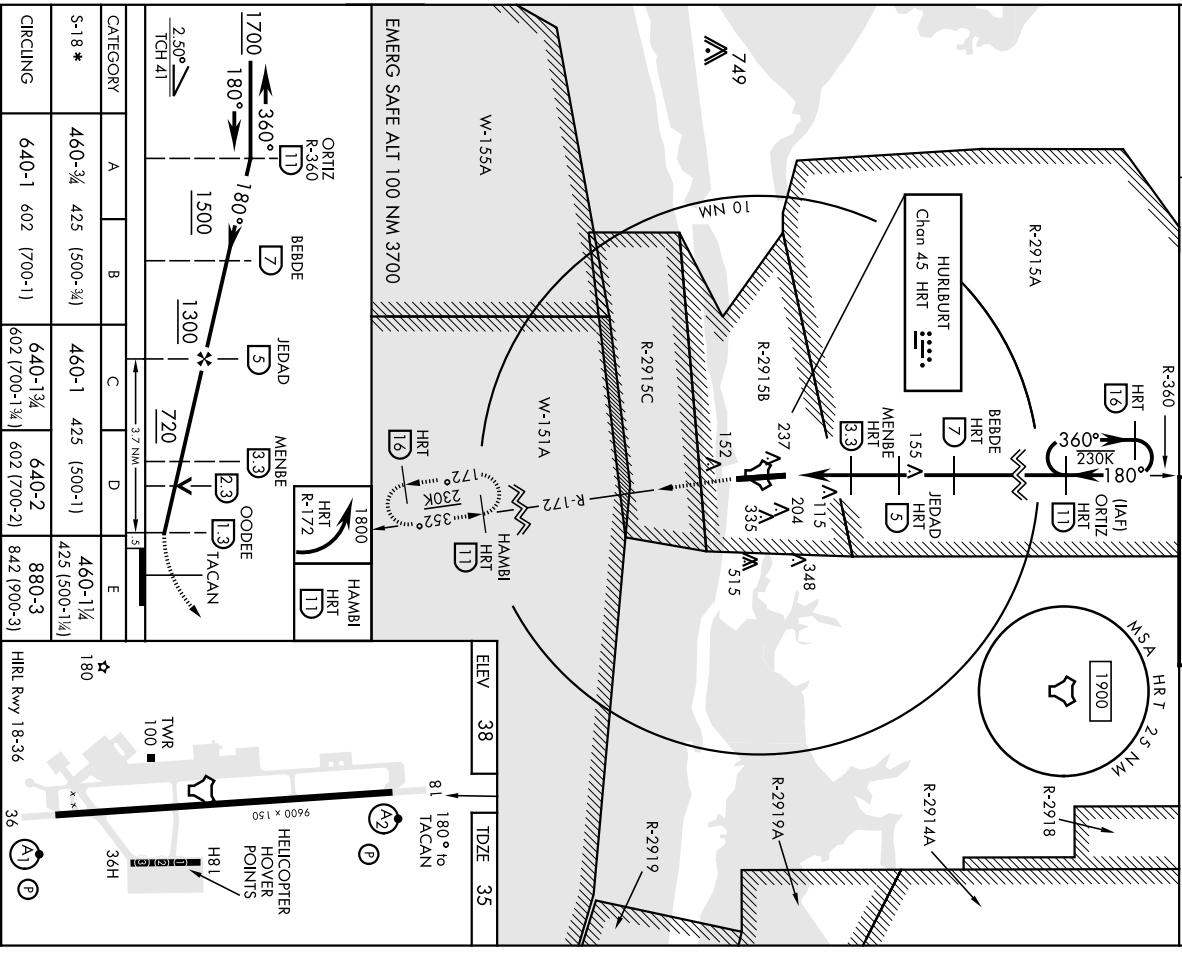 R-360
HRT
16
360°
230K
180°
(IAF)
ORTIZ
HRT
11
R-2915A
BEBDE
HRT
7
155
JEDAD
HRT
5
MENBE
HRT
3.3
HURLBURT
Chan 45 HRT
MSA HRT 25 NM
1900
R-2918
R-2914A
R-2919A
R-2919
10 NM
749
R-2915B
237
115
204
335
348
515
152
R-2915C
W-155A
W-151A
R-172
HAMBI
HRT
11
172°
230K
352°
HRT
16
EMERG SAFE ALT 100 NM 3700
1800
HRT
R-172
HAMBI
HRT
11
ORTIZ
R-360
11
1700
360°
180°
180°
BEBDE
7
1500
JEDAD
5
1300
MENBE
3.3
720
2.3
OODEE
1.3
TACAN
2.50°
TCH 41
3.7 NM
.5
CATEGORY A B C D E
S-18 * 460-¾ 425 (500-¾) 460-1 425 (500-1) 460-1¼ 425 (500-1¼)
CIRCLING 640-1 602 (700-1) 640-1¾ 602 (700-1¾) 640-2 602 (700-2) 880-3 842 (900-3)
ELEV 38
TDZE 35
180° to
TACAN
18
A2
P
9600 x 150
TWR
100
H81
HELICOPTER
HOVER
POINTS
1
2
3
36H
180
x x
36
A1
P
HIRL Rwy 18-36